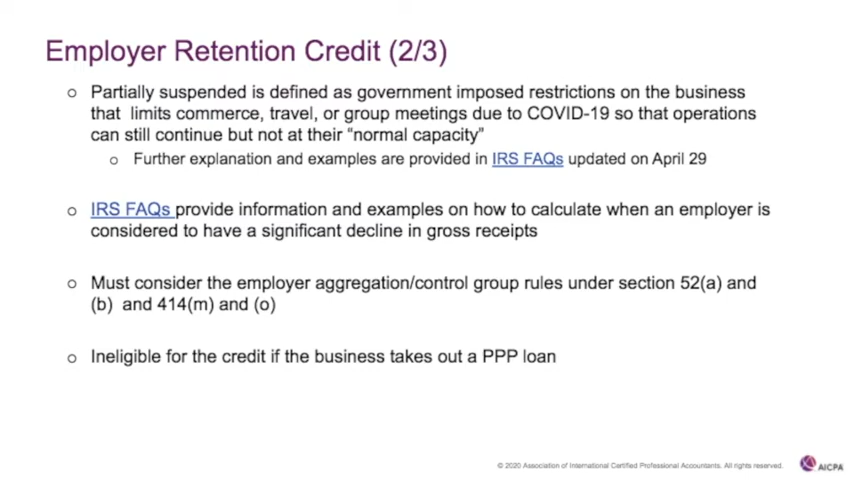 Employer Retention Credit (2/3)
○ Partially suspended is defined as government imposed restrictions on the business
that limits commerce, travel, or group meetings due to COVID-19 so that operations
can still continue but not at their “normal capacity”
○ Further explanation and examples are provided in IRS FAQs updated on April 29
○ IRS FAQs provide information and examples on how to calculate when an employer is
considered to have a significant decline in gross receipts
○ Must consider the employer aggregation/control group rules under section 52(a) and
(b) and 414(m) and (o)
○ Ineligible for the credit if the business takes out a PPP loan
© 2020 Association of International Certified Professional Accountants. All rights reserved.
AICPA